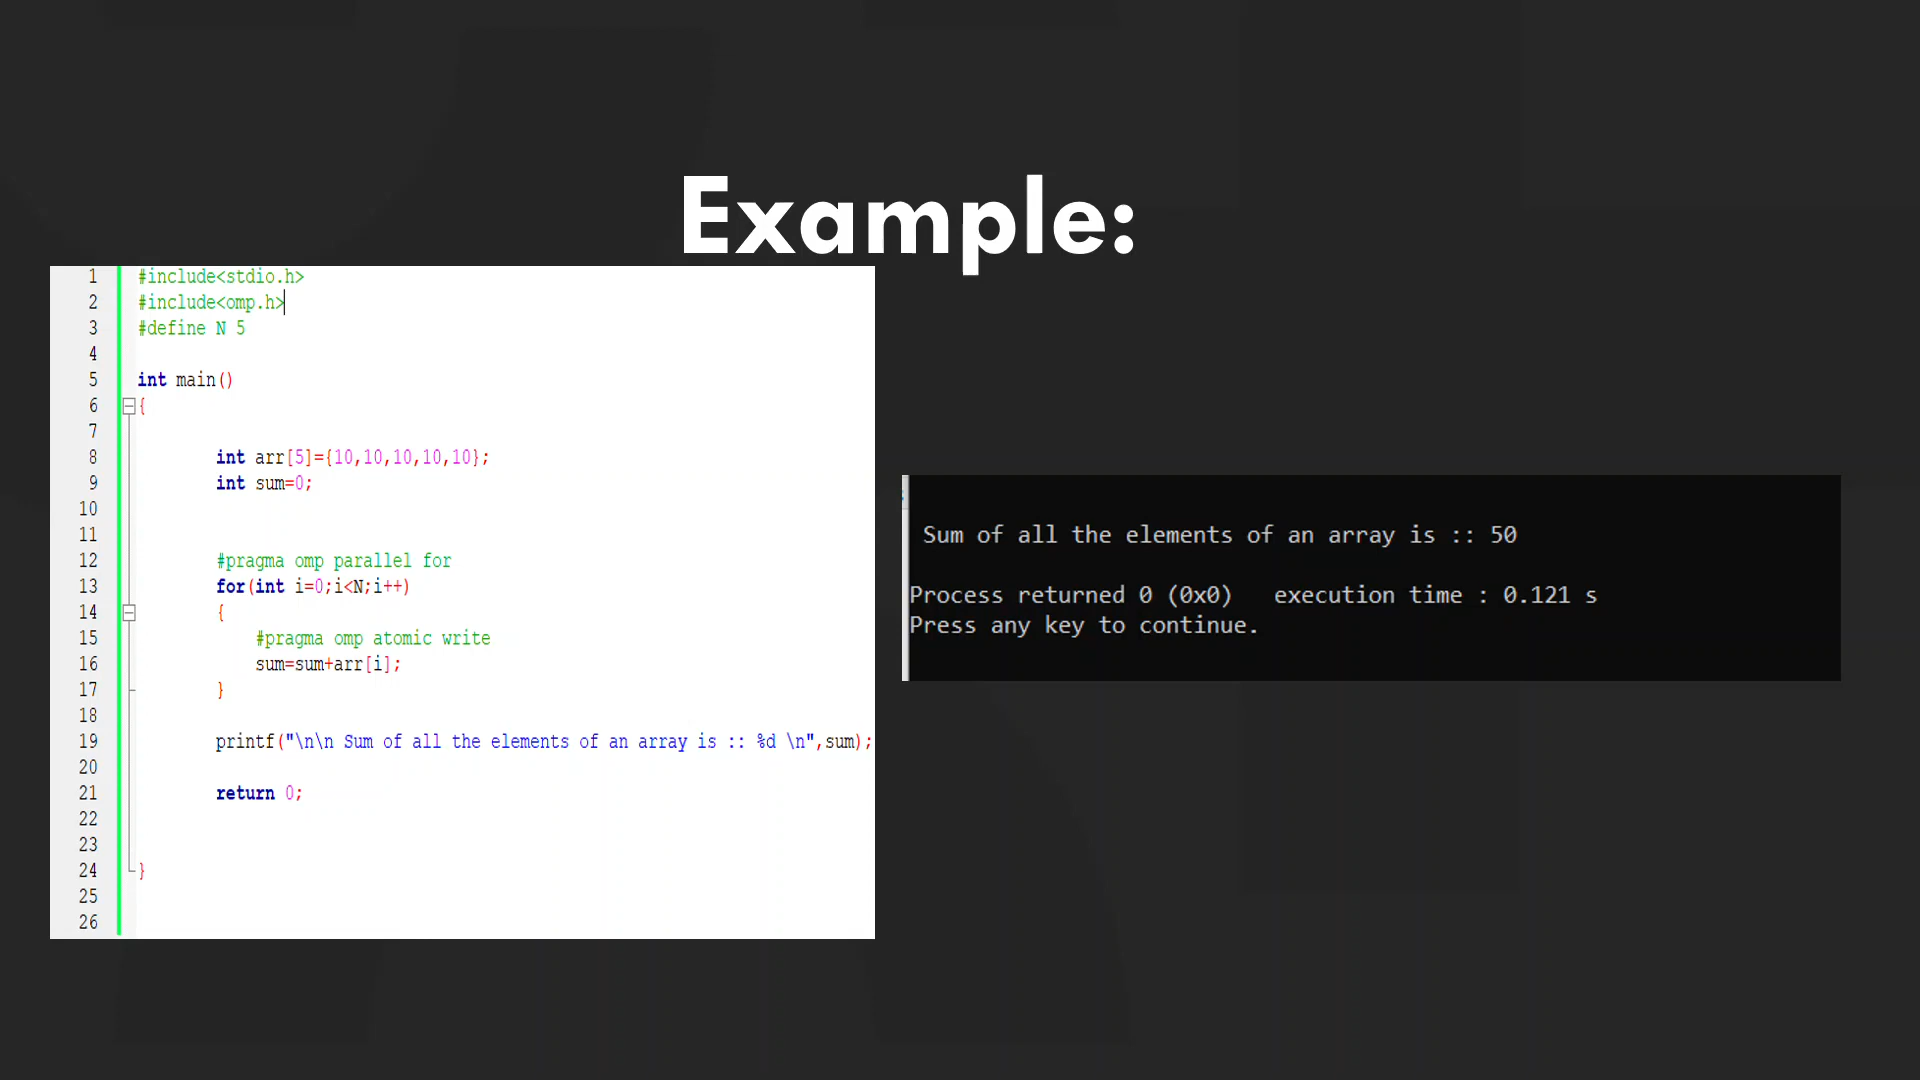 Example:
1 #include<stdio.h>
2 #include<omp.h>
3 #define N 5
4
5 int main()
6 {
7
8 int arr[5]={10,10,10,10,10};
9 int sum=0;
10
11
12 #pragma omp parallel for
13 for(int i=0;i<N;i++)
14 {
15 #pragma omp atomic write
16 sum=sum+arr[i];
17 }
18
19 printf("\n\n Sum of all the elements of an array is :: %d \n",sum);
20
21 return 0;
22
23
24 }
25
26
Sum of all the elements of an array is :: 50
Process returned 0 (0x0) execution time : 0.121 s
Press any key to continue.